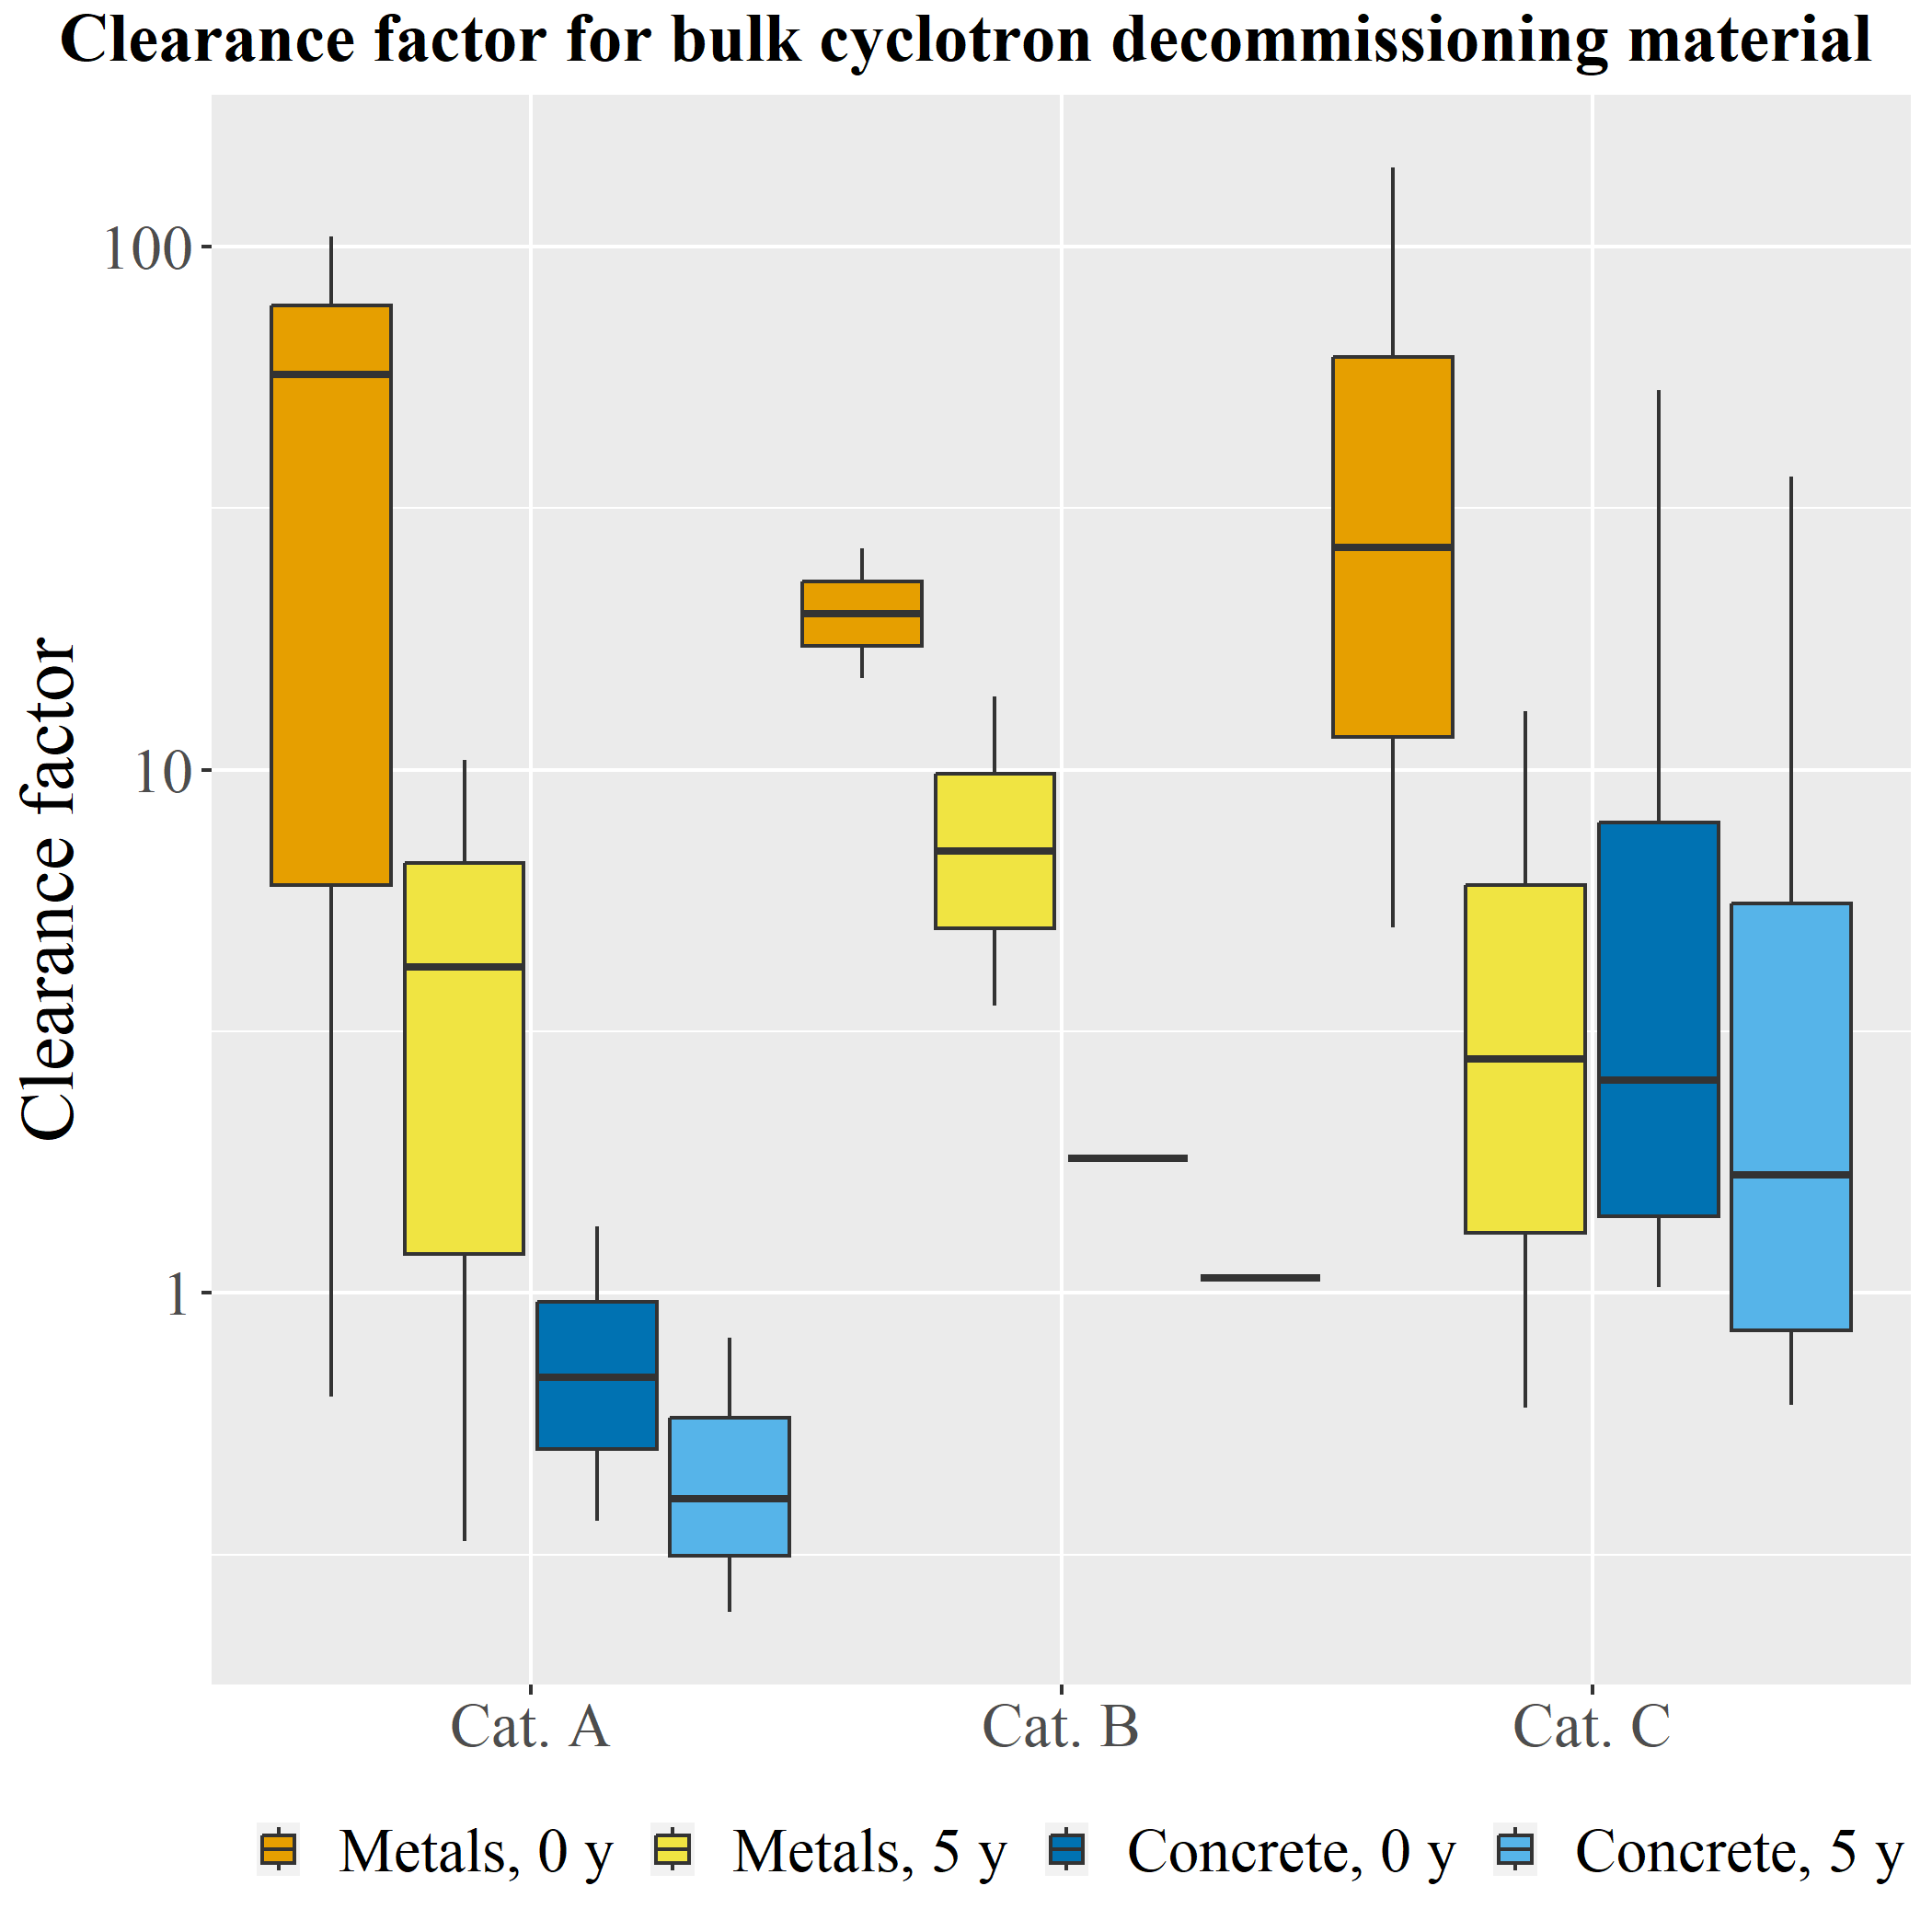 Clearance factor for bulk cyclotron decommissioning material
Clearance factor
100
10
1
Cat. A
Cat. B
Cat. C
Metals, 0 y
Metals, 5 y
Concrete, 0 y
Concrete, 5 y